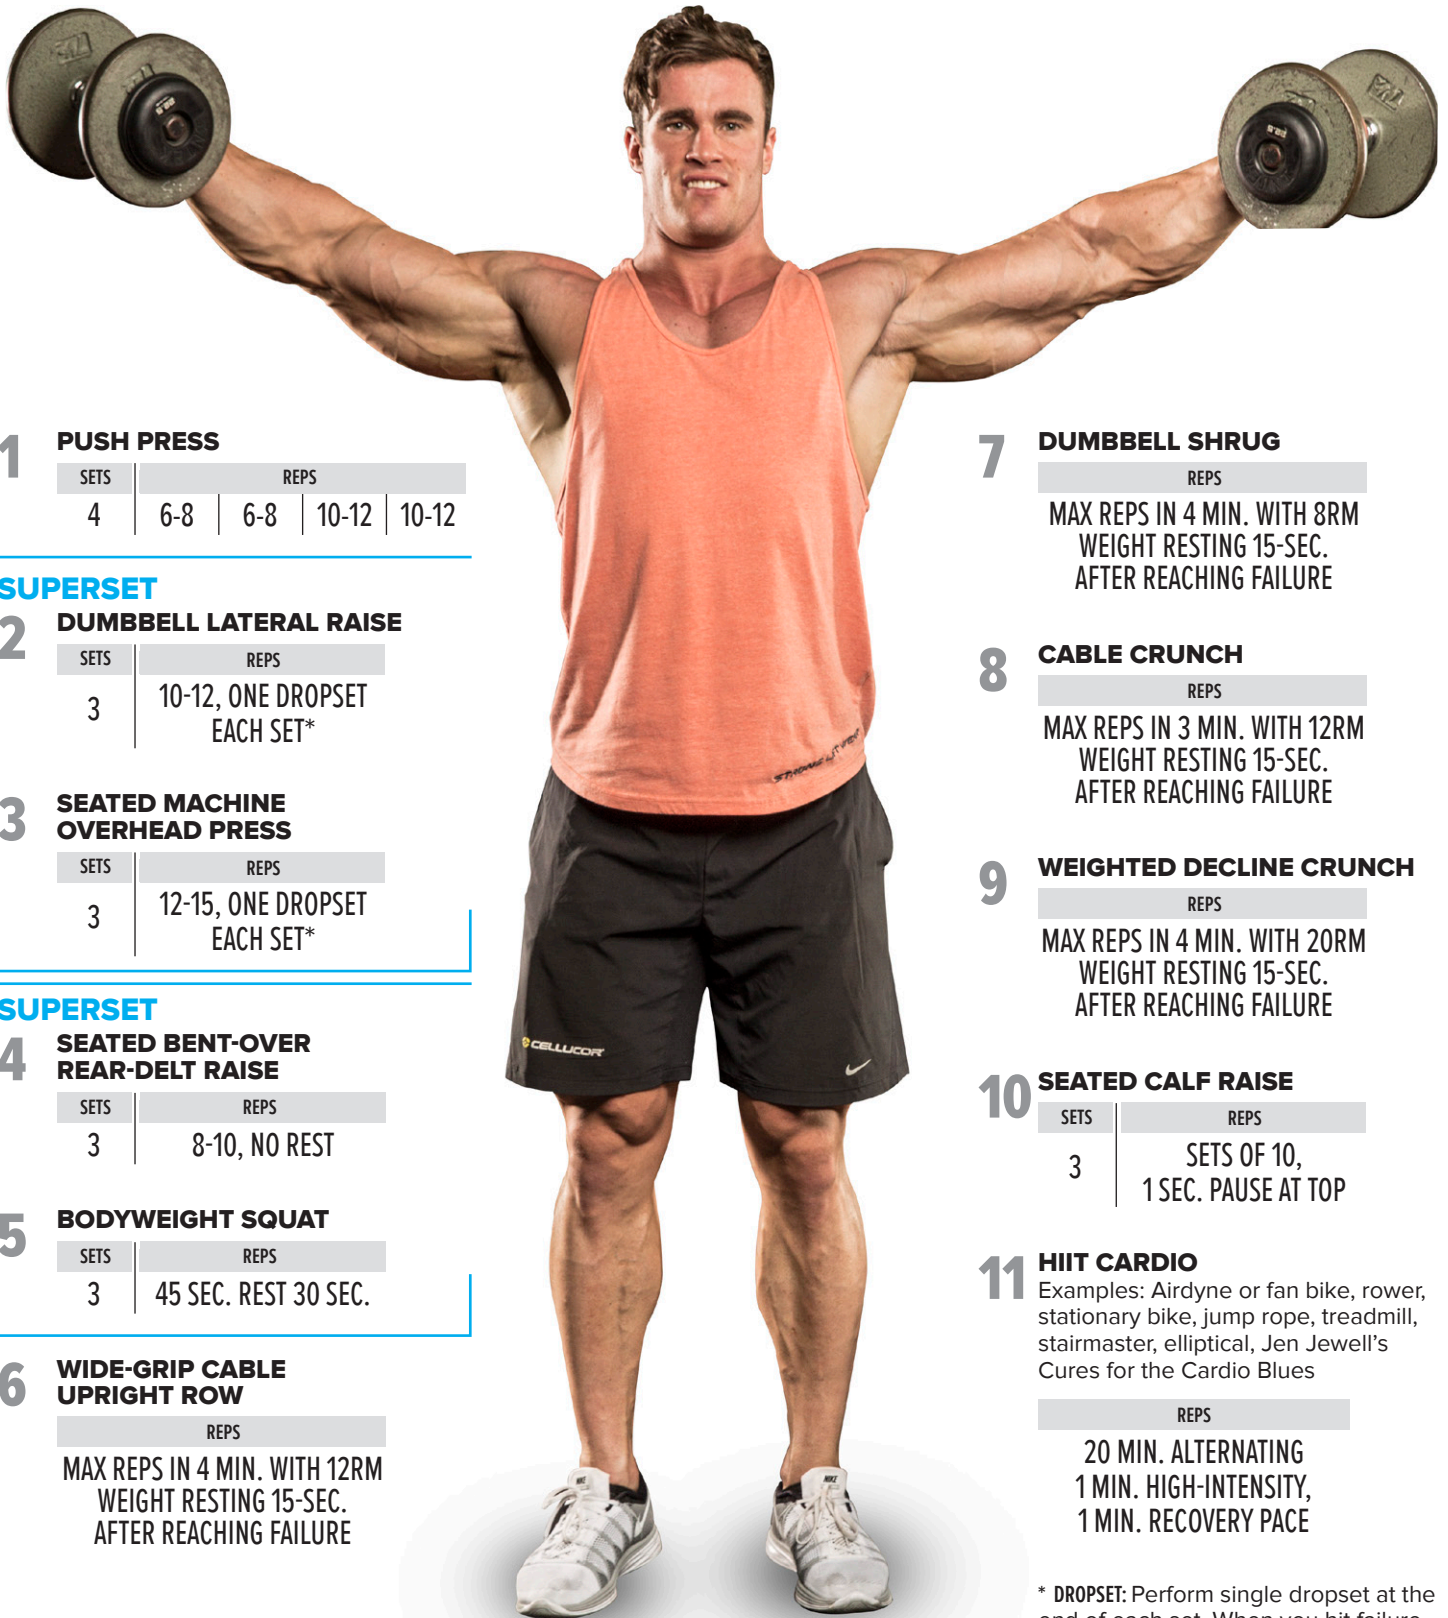 1 PUSH PRESS
SETS REPS
4 6-8 6-8 10-12 10-12
SUPERSET
2 DUMBBELL LATERAL RAISE
SETS REPS
3 10-12, ONE DROPSET
EACH SET*
3 SEATED MACHINE
OVERHEAD PRESS
SETS REPS
3 12-15, ONE DROPSET
EACH SET*
SUPERSET
4 SEATED BENT-OVER
REAR-DELT RAISE
SETS REPS
3 8-10, NO REST
5 BODYWEIGHT SQUAT
SETS REPS
3 45 SEC. REST 30 SEC.
6 WIDE-GRIP CABLE
UPRIGHT ROW
REPS
MAX REPS IN 4 MIN. WITH 12RM
WEIGHT RESTING 15-SEC.
AFTER REACHING FAILURE
CELLUCOR
NIKE
NIKE
7 DUMBBELL SHRUG
REPS
MAX REPS IN 4 MIN. WITH 8RM
WEIGHT RESTING 15-SEC.
AFTER REACHING FAILURE
8 CABLE CRUNCH
REPS
MAX REPS IN 3 MIN. WITH 12RM
WEIGHT RESTING 15-SEC.
AFTER REACHING FAILURE
9 WEIGHTED DECLINE CRUNCH
REPS
MAX REPS IN 4 MIN. WITH 20RM
WEIGHT RESTING 15-SEC.
AFTER REACHING FAILURE
10 SEATED CALF RAISE
SETS REPS
3 SETS OF 10,
1 SEC. PAUSE AT TOP
11 HIIT CARDIO
Examples: Airdyne or fan bike, rower,
stationary bike, jump rope, treadmill,
stairmaster, elliptical, Jen Jewell's
Cures for the Cardio Blues
REPS
20 MIN. ALTERNATING
1 MIN. HIGH-INTENSITY,
1 MIN. RECOVERY PACE
* DROPSET: Perform single dropset at the
end of each set. When you hit failure,